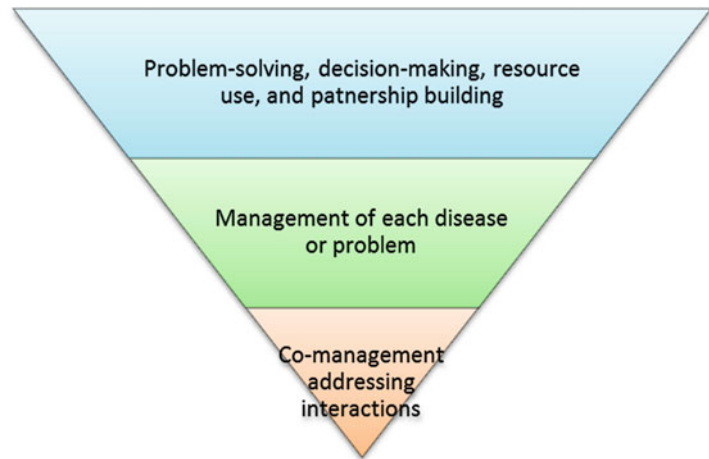 Problem-solving, decision-making, resource
use, and patnership building
Management of each disease
or problem
Co-management
addressing
interactions